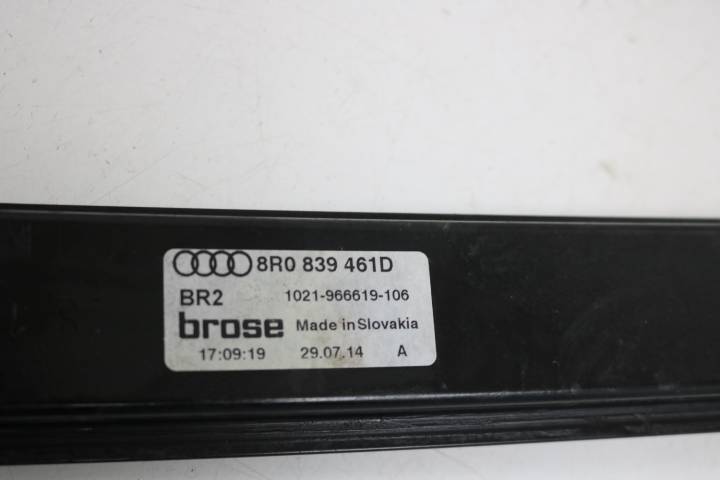 8R0 839 461D
BR2 1021-966619-106
brose Made in Slovakia
17:09:19 29.07.14 A